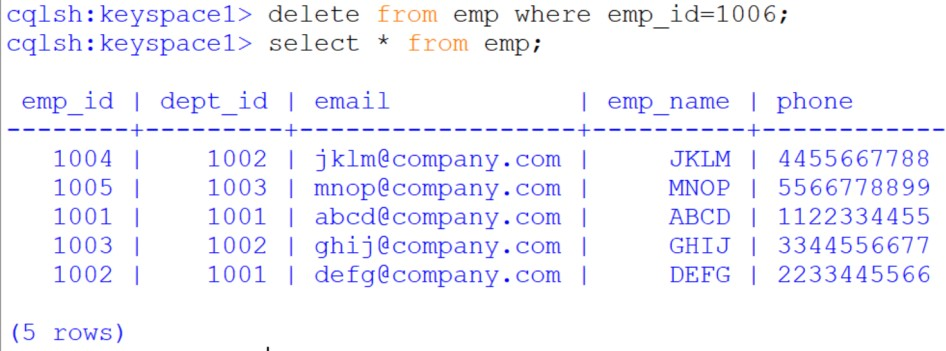 cqlsh:keyspace1> delete from emp where emp_id=1006;
cqlsh:keyspace1> select * from emp;
emp_id | dept_id | email | emp_name | phone
--------+---------+------------------+----------+------------
1004 | 1002 | jklm@company.com | JKLM | 4455667788
1005 | 1003 | mnop@company.com | MNOP | 5566778899
1001 | 1001 | abcd@company.com | ABCD | 1122334455
1003 | 1002 | ghij@company.com | GHIJ | 3344556677
1002 | 1001 | defg@company.com | DEFG | 2233445566
(5 rows)